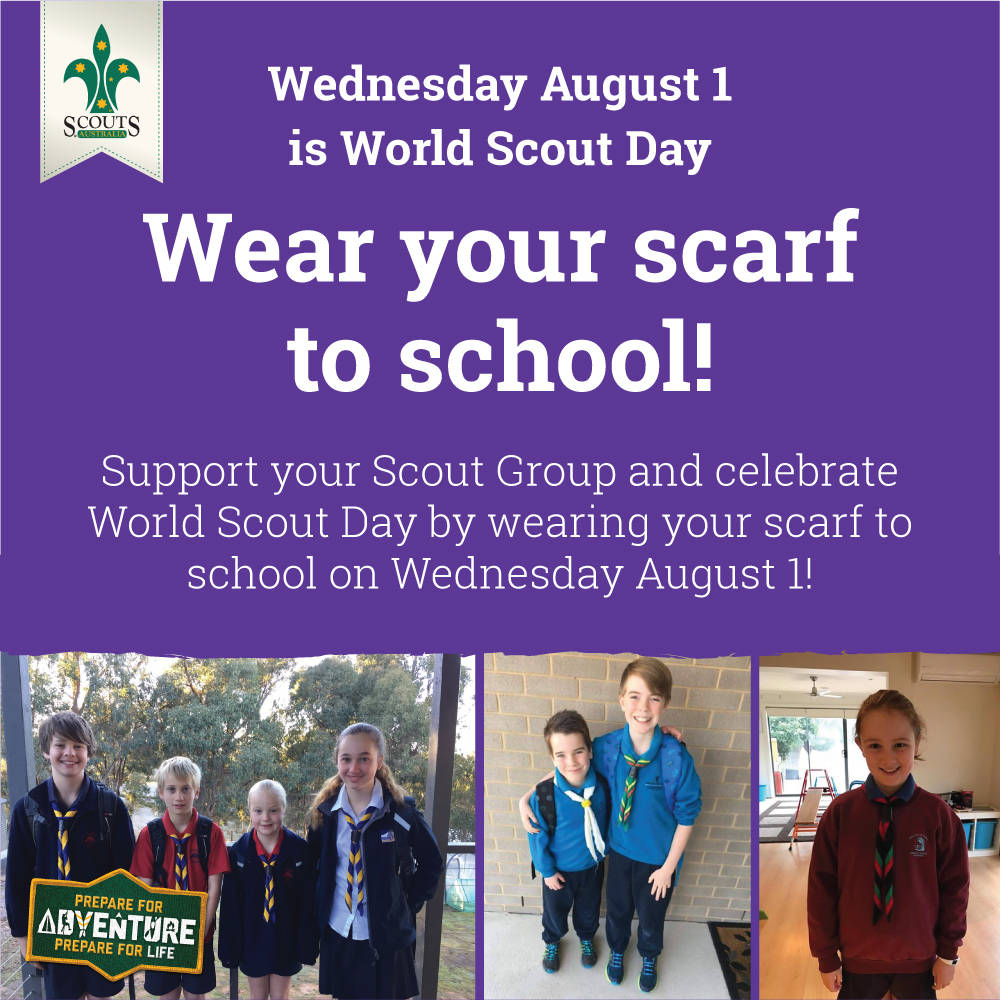 SCOUTS
AUSTRALIA
Wednesday August 1
is World Scout Day
Wear your scarf
to school!
Support your Scout Group and celebrate
World Scout Day by wearing your scarf to
school on Wednesday August 1!
PREPARE FOR
ADVENTURE
PREPARE FOR LIFE